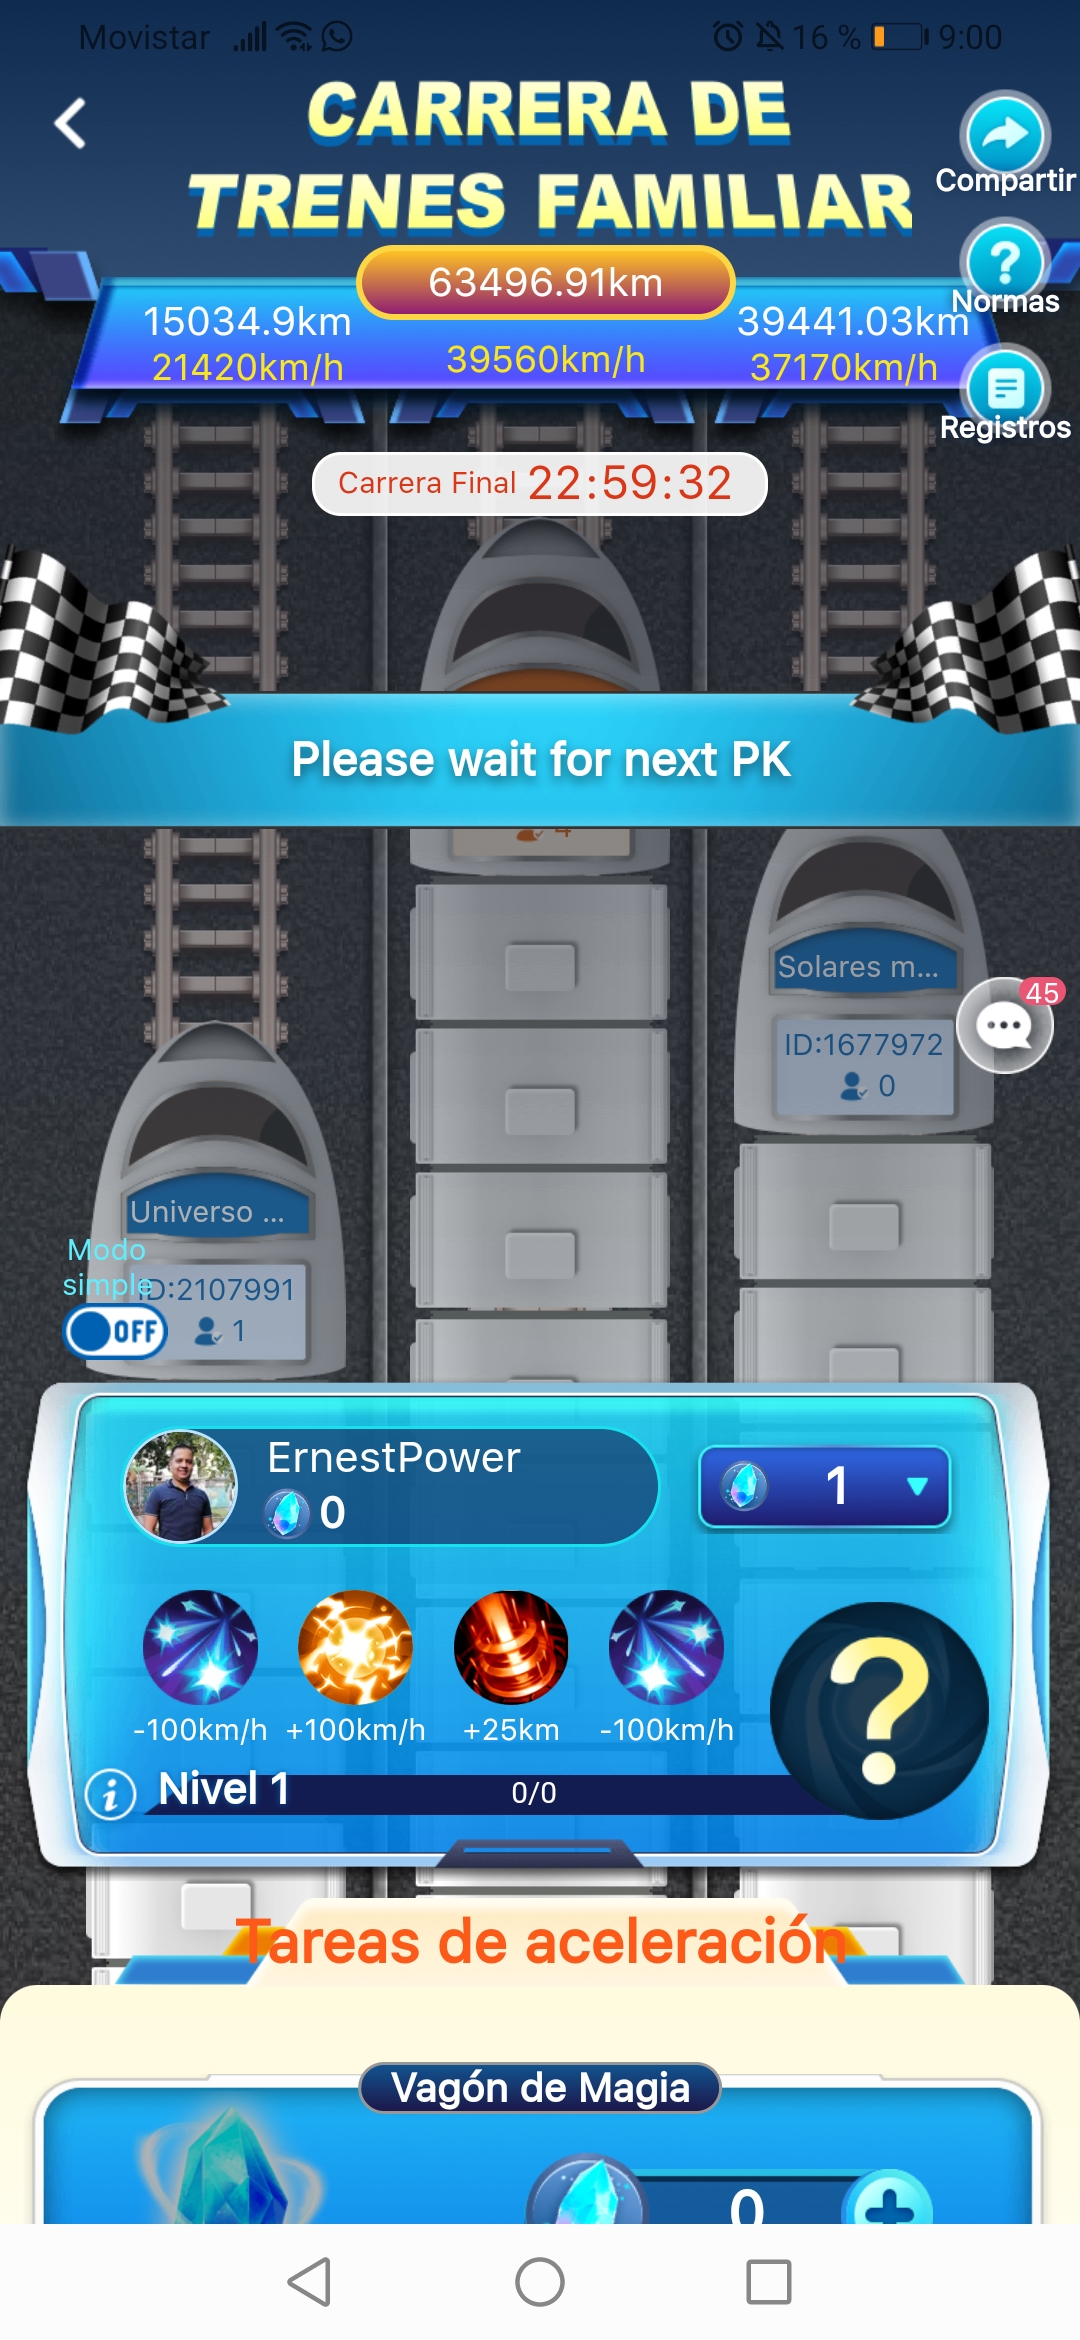 Movistar
16 %
9:00
CARRERA DE
TRENES FAMILIAR
Compartir
Normas
Registros
63496.91km
15034.9km
39441.03km
21420km/h
39560km/h
37170km/h
Carrera Final 22:59:32
Please wait for next PK
4
Solares m...
45
ID:1677972
0
Universo ...
Modo
simple
ID:2107991
OFF
1
ErnestPower
0
1
?
-100km/h
+100km/h
+25km
-100km/h
Nivel 1
0/0
Tareas de aceleración
Vagón de Magia
0